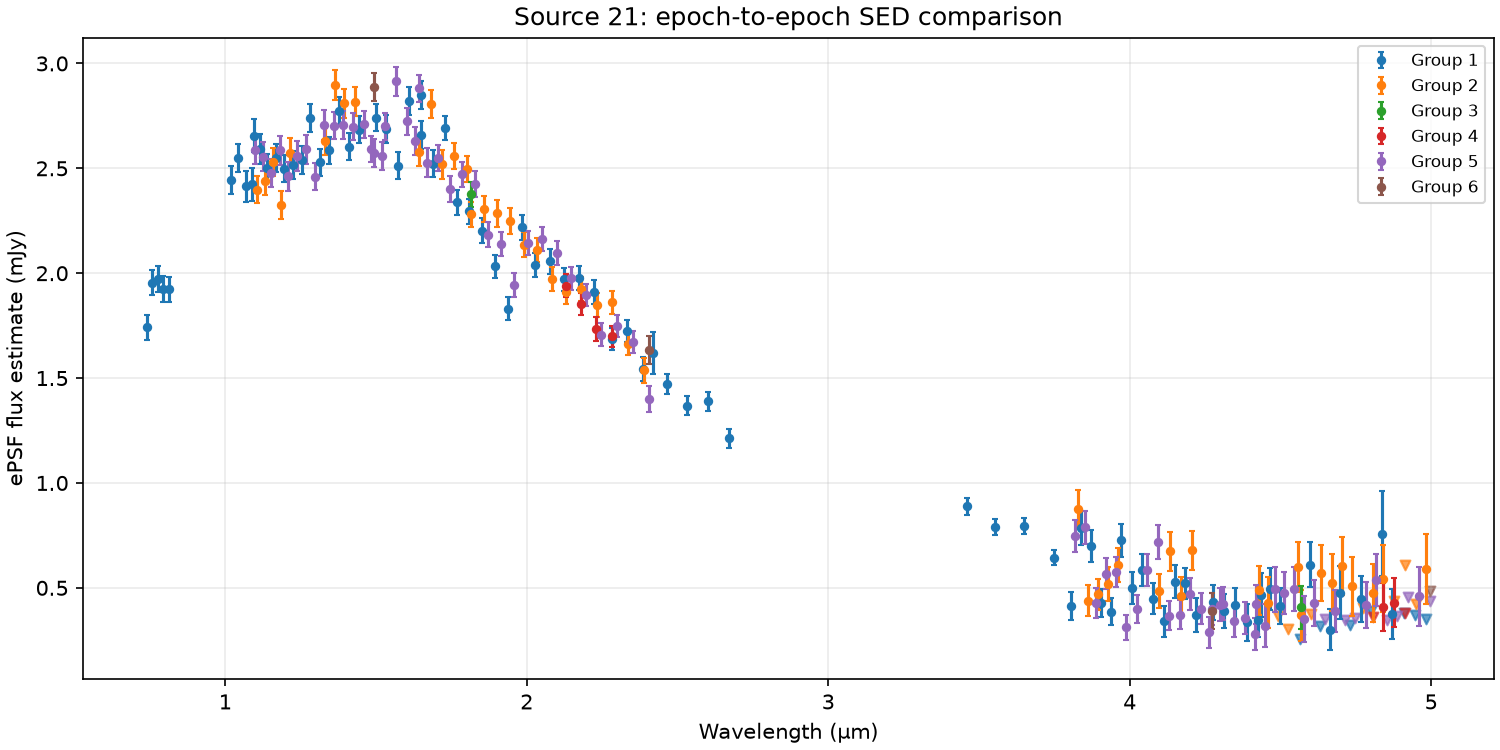 Source 21: epoch-to-epoch SED comparison
ePSF flux estimate (mJy)
3.0
2.5
2.0
1.5
1.0
0.5
Group 1
Group 2
Group 3
Group 4
Group 5
Group 6
1 2 3 4 5
Wavelength (μm)